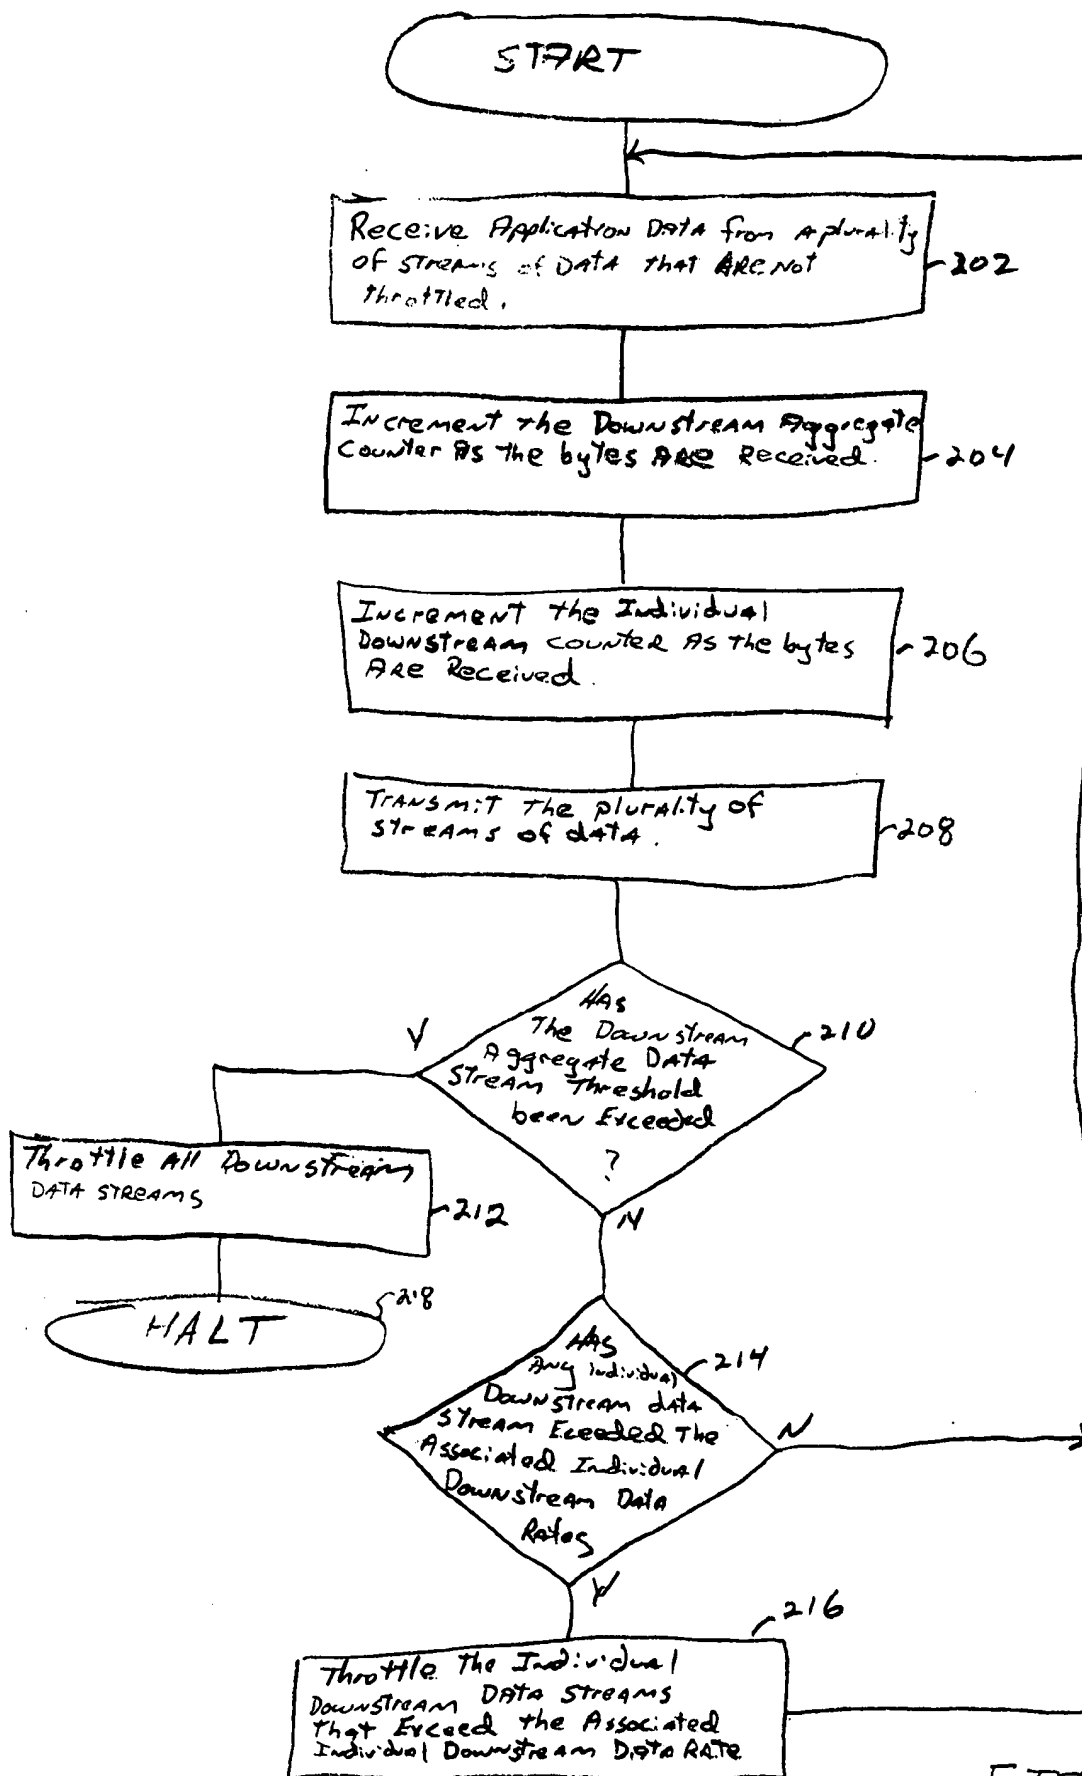 START
Receive Application Data from a plurality
of streams of Data that Are Not
throttled.
202
Increment the Downstream Aggregate
counter As the bytes ARE Received.
204
Increment the Individual
Downstream counter As the bytes
Are Received.
206
Transmit the plurality of
streams of data.
208
Has
The Downstream
Aggregate Data
Stream Threshold
been Exceeded
?
210
Y
N
Throttle All Downstream
Data streams
212
HALT
218
Has
Any individual
Downstream data
stream Eceeded The
Associated Individual
Downstream Data
Rates
214
N
Y
216
Throttle the Individual
Downstream Data Streams
that Exceed the Associated
Individual Downstream Data Rate